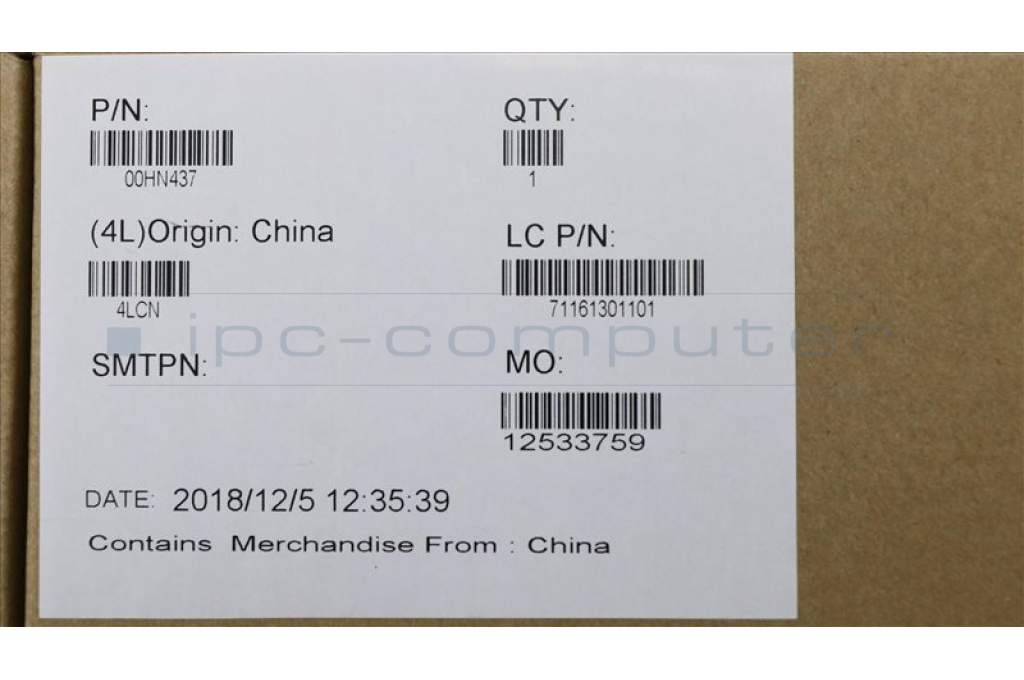 P/N:
00HN437
QTY:
1
(4L)Origin: China
4LCN
LC P/N:
71161301101
ipc-computer
SMTPN:
MO:
12533759
DATE: 2018/12/5 12:35:39
Contains Merchandise From : China